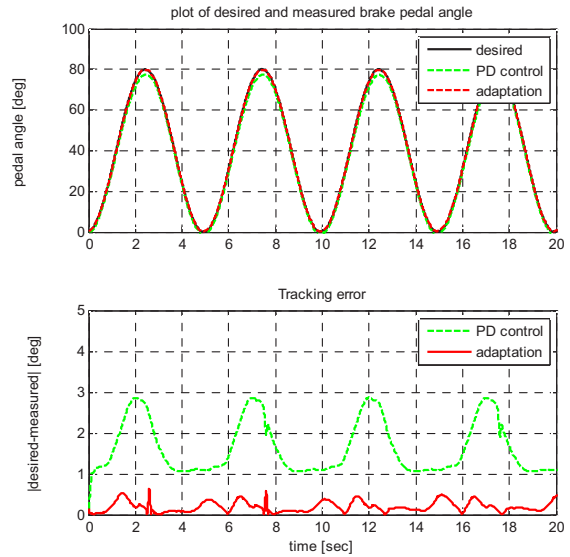 plot of desired and measured brake pedal angle
100
80
60
40
20
0
pedal angle [deg]
desired
PD control
adaptation
0 2 4 6 8 10 12 14 16 18 20
Tracking error
5
4
3
2
1
0
|desired-measured| [deg]
PD control
adaptation
0 2 4 6 8 10 12 14 16 18 20
time [sec]